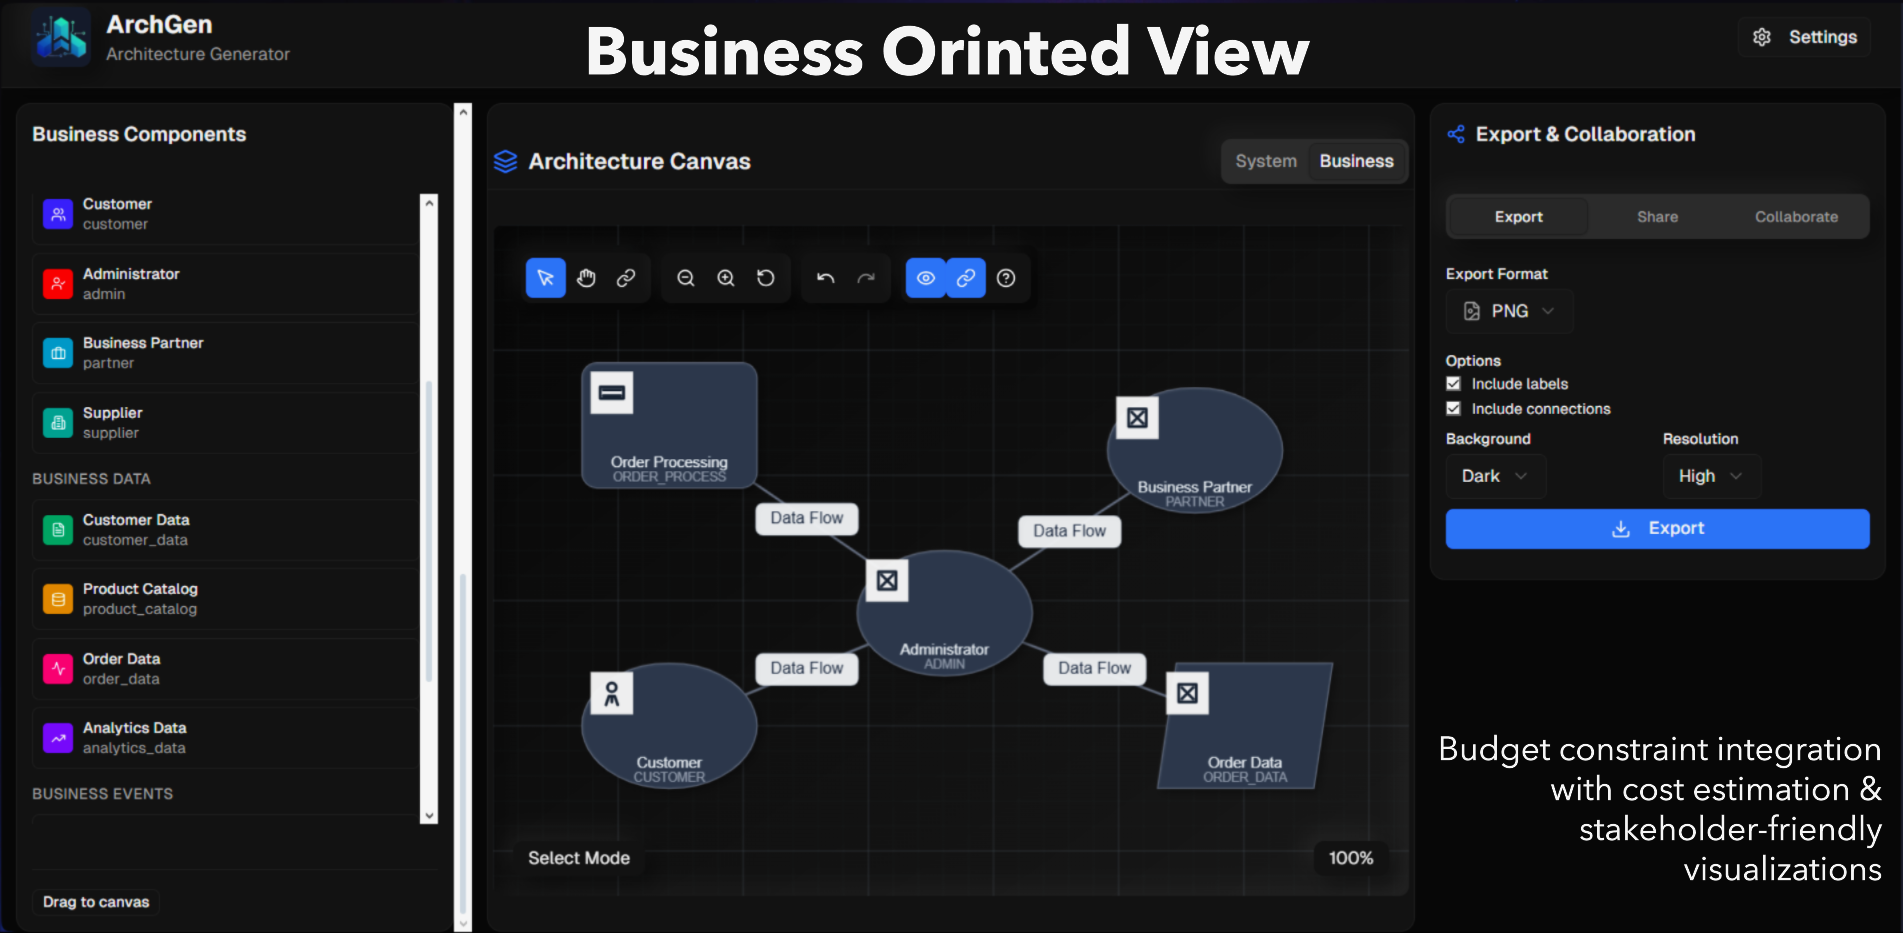 ArchGen
Architecture Generator
Business Orinted View
Settings
Business Components
Customer
customer
Administrator
admin
Business Partner
partner
Supplier
supplier
BUSINESS DATA
Customer Data
customer_data
Product Catalog
product_catalog
Order Data
order_data
Analytics Data
analytics_data
BUSINESS EVENTS
Drag to canvas
Architecture Canvas
System
Business
Order Processing
ORDER_PROCESS
Business Partner
PARTNER
Data Flow
Data Flow
Administrator
ADMIN
Data Flow
Data Flow
Customer
CUSTOMER
Order Data
ORDER_DATA
Select Mode
100%
Export & Collaboration
Export
Share
Collaborate
Export Format
PNG
Options
Include labels
Include connections
Background
Resolution
Dark
High
Export
Budget constraint integration
with cost estimation &
stakeholder-friendly
visualizations